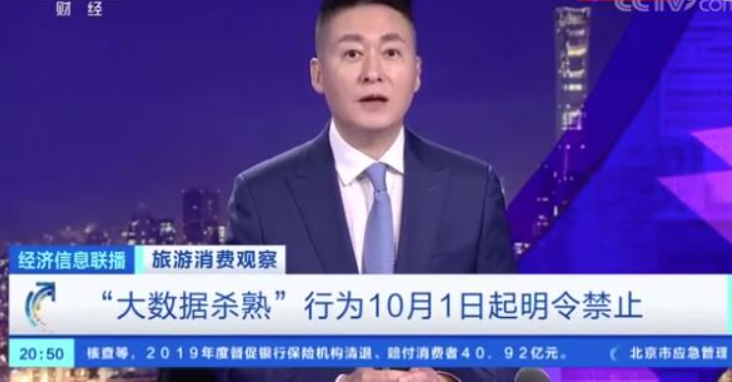 财经
CCTV.com
经济信息联播 旅游消费观察
“大数据杀熟”行为10月1日起明令禁止
20:50 核查等,2019年度督促银行保险机构清退、赔付消费者40.92亿元。 北京市应急管理